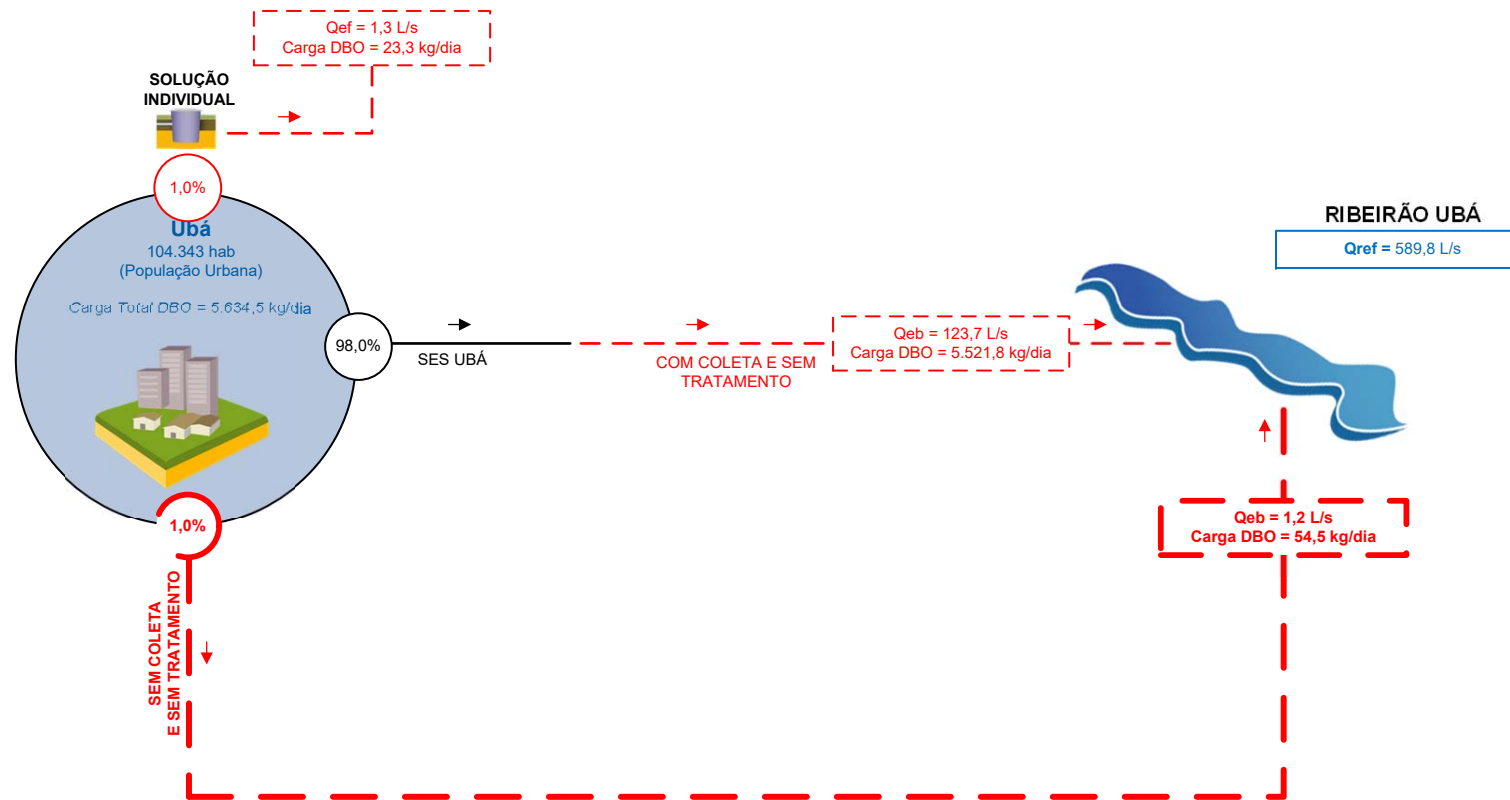 Qef = 1,3 L/s
Carga DBO = 23,3 kg/dia
SOLUÇÃO
INDIVIDUAL
1,0%
Ubá
104.343 hab
(População Urbana)
Carga Total DBO = 5.634,5 kg/dia
98,0%
SES UBÁ
COM COLETA E SEM
TRATAMENTO
Qeb = 123,7 L/s
Carga DBO = 5.521,8 kg/dia
RIBEIRÃO UBÁ
Qref = 589,8 L/s
1,0%
SEM COLETA
E SEM TRATAMENTO
Qeb = 1,2 L/s
Carga DBO = 54,5 kg/dia